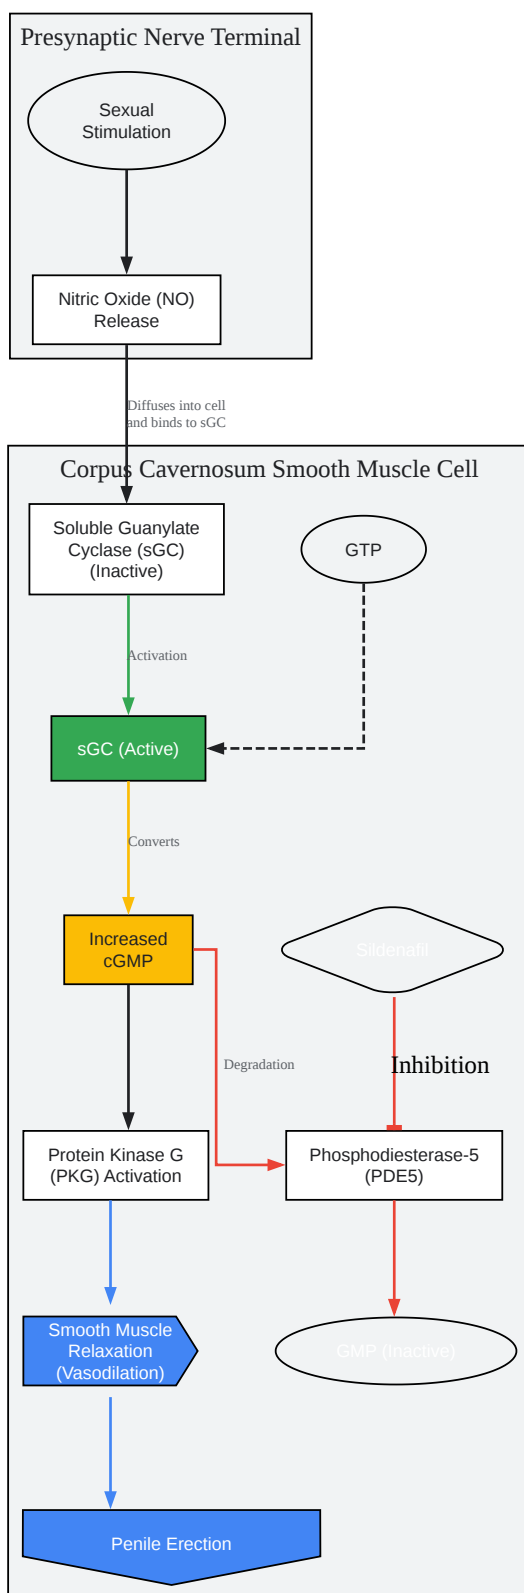 Presynaptic Nerve Terminal
Sexual
Stimulation
Nitric Oxide (NO)
Release
Diffuses into cell
and binds to sGC
Corpus Cavernosum Smooth Muscle Cell
Soluble Guanylate
Cyclase (sGC)
(Inactive)
GTP
Activation
sGC (Active)
Converts
Increased
cGMP
Sildenafil
Degradation
Inhibition
Protein Kinase G
(PKG) Activation
Phosphodiesterase-5
(PDE5)
Smooth Muscle
Relaxation
(Vasodilation)
GMP (Inactive)
Penile Erection